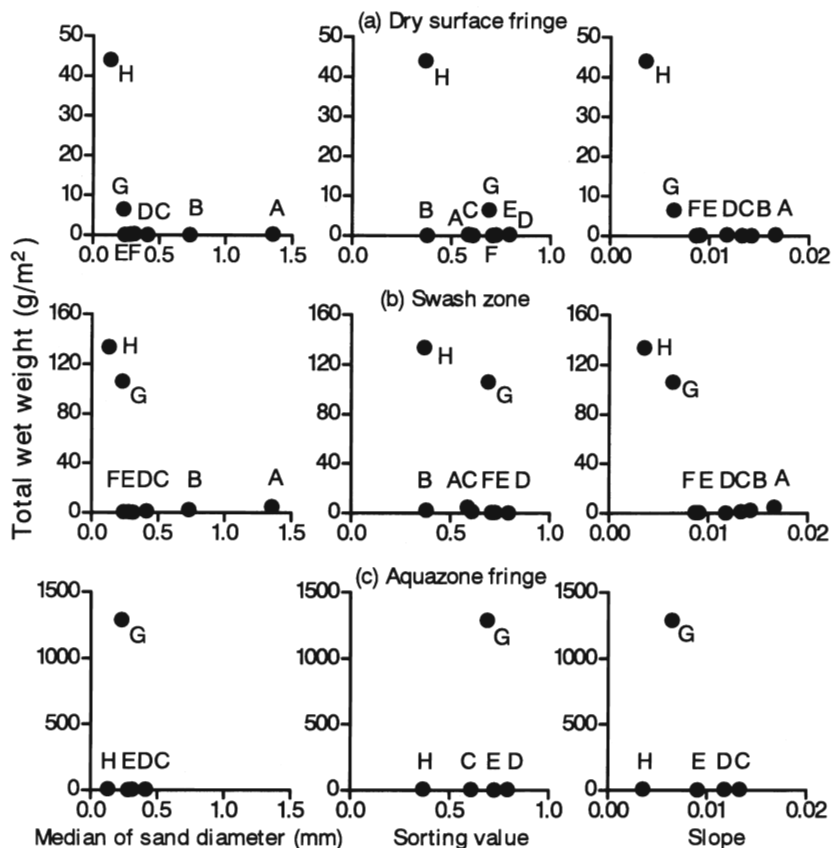 (a) Dry surface fringe
50 50 50
40 40 40
H H H
30 30 30
20 20 20
10 G 10 G 10 G
DC B A B A C E D FE DC B A
0 0 0
EF F
0.0 0.5 1.0 1.5 0.0 0.5 1.0 0.00 0.01 0.02
Total wet weight (g/m²)
(b) Swash zone
160 160 160
H H H
120 120 120
G G G
80 80 80
40 40 40
FEDC B A B AC FE D FE DCB A
0 0 0
0.0 0.5 1.0 1.5 0.0 0.5 1.0 0.00 0.01 0.02
(c) Aquazone fringe
1500 1500 1500
G G G
1000 1000 1000
500 500 500
H EDC H C E D H E DC
0 0 0
0.0 0.5 1.0 1.5 0.0 0.5 1.0 0.00 0.01 0.02
Median of sand diameter (mm) Sorting value Slope